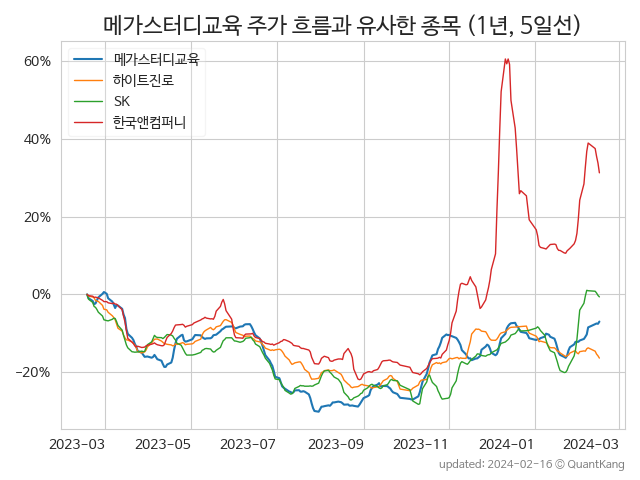 메가스터디교육 주가 흐름과 유사한 종목 (1년, 5일선)
메가스터디교육
하이트진로
SK
한국앤컴퍼니
60%
40%
20%
0%
−20%
2023-03 2023-05 2023-07 2023-09 2023-11 2024-01 2024-03
updated: 2024-02-16 © QuantKang